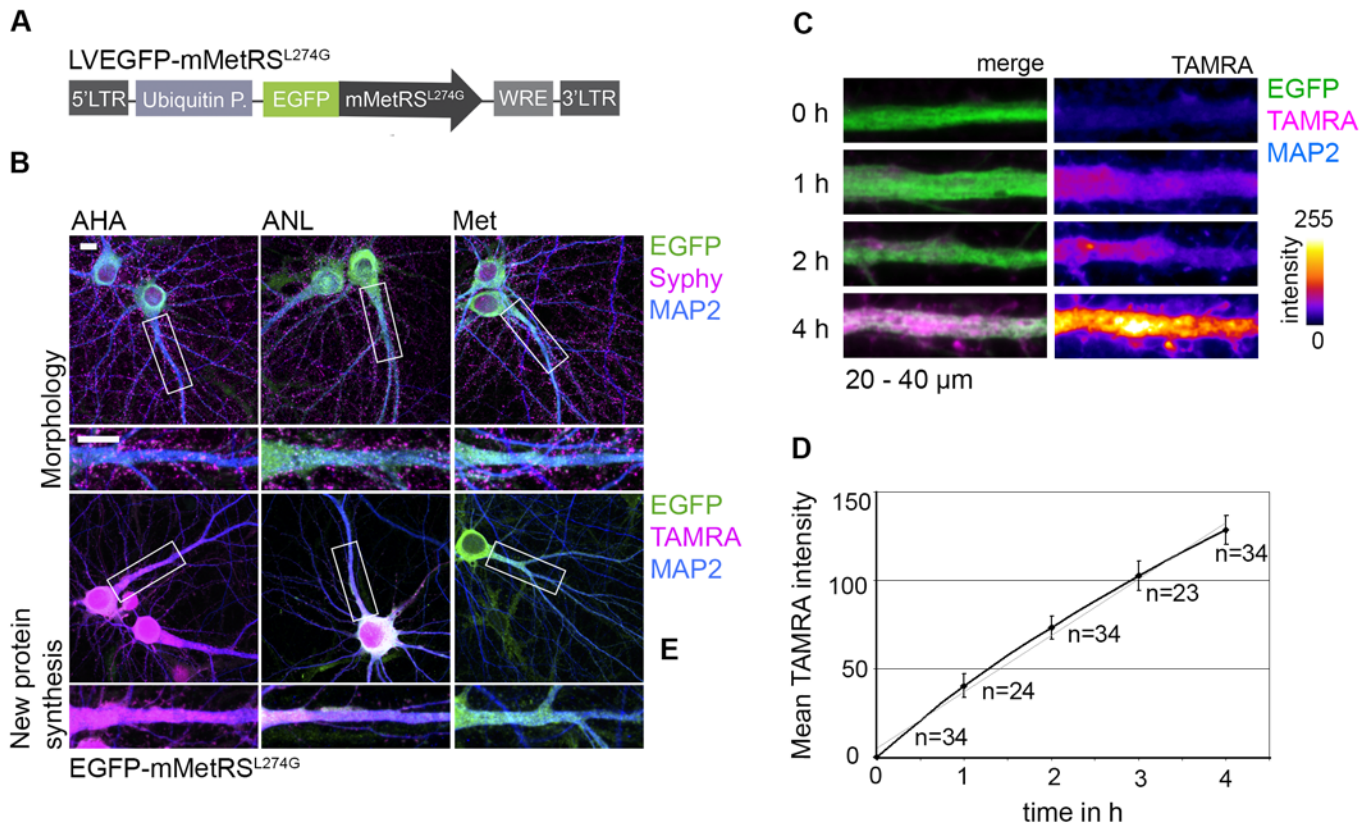 A
LVEGFP-mMetRS^L274G
5'LTR Ubiquitin P. EGFP mMetRS^L274G WRE 3'LTR
B
AHA ANL Met
EGFP
Syphy
MAP2
Morphology
EGFP
TAMRA
MAP2
New protein
synthesis
EGFP-mMetRS^L274G
C
merge TAMRA
EGFP
TAMRA
MAP2
0 h
1 h
2 h
4 h
255
intensity
0
20 - 40 µm
D
Mean TAMRA intensity
150
100
50
0
n=34
n=24
n=34
n=23
n=34
0 1 2 3 4
time in h
E